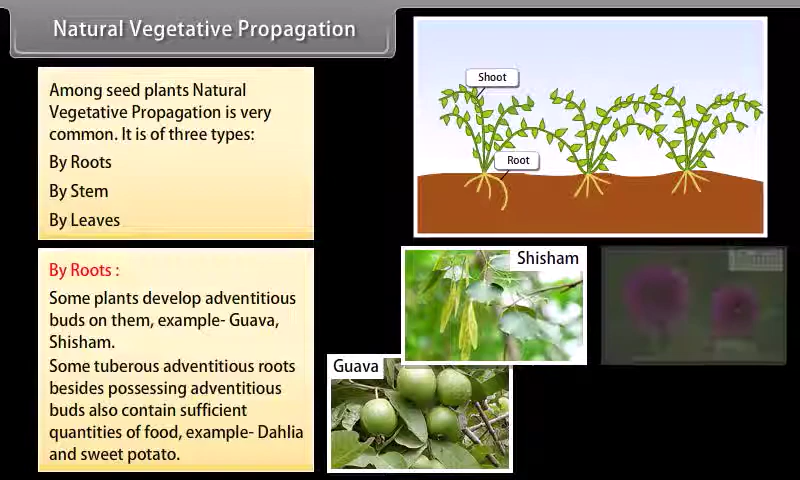 Natural Vegetative Propagation
Among seed plants Natural
Vegetative Propagation is very
common. It is of three types:
By Roots
By Stem
By Leaves
Shoot
Root
By Roots :
Some plants develop adventitious
buds on them, example- Guava,
Shisham.
Some tuberous adventitious roots
besides possessing adventitious
buds also contain sufficient
quantities of food, example- Dahlia
and sweet potato.
Shisham
Guava